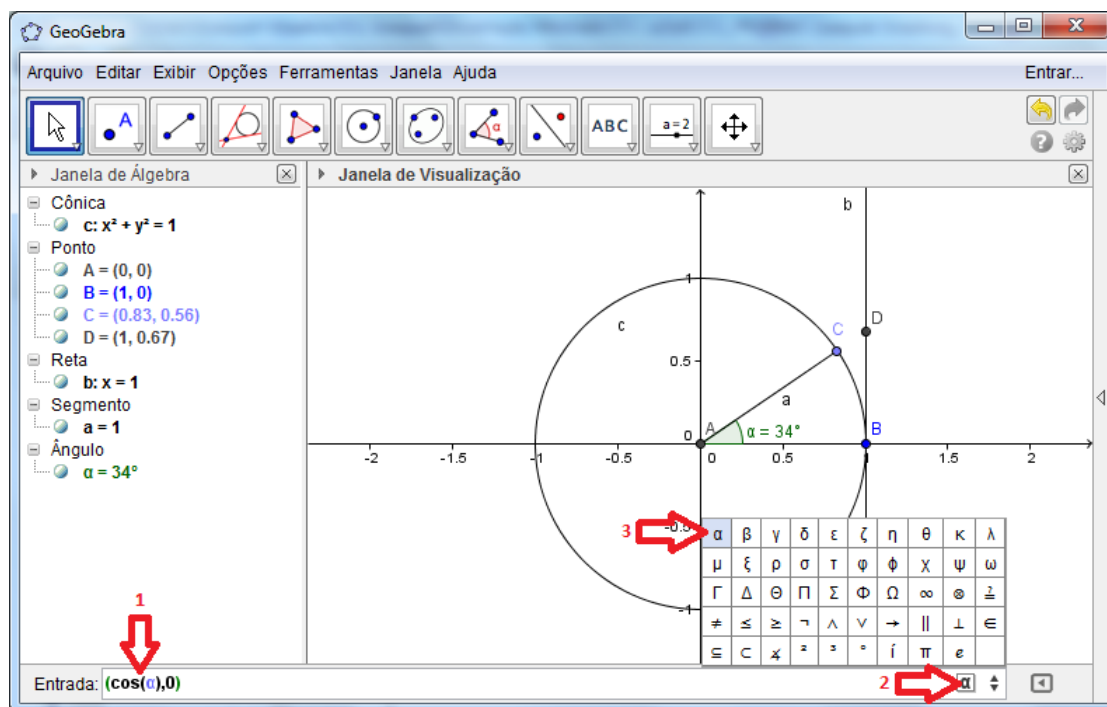 GeoGebra
Arquivo Editar Exibir Opções Ferramentas Janela Ajuda Entrar...
A α ABC a=2
Janela de Álgebra
Janela de Visualização
Cônica
c: x² + y² = 1
Ponto
A = (0, 0)
B = (1, 0)
C = (0.83, 0.56)
D = (1, 0.67)
Reta
b: x = 1
Segmento
a = 1
Ângulo
α = 34°
b
1
c
D
C
0.5
a
0 A α = 34° B
-2 -1.5 -1 -0.5 0 0.5 1 1.5 2
-0.5
-1
3
α β γ δ ε ζ η θ κ λ
μ ξ ρ σ τ φ ϕ χ ψ ω
Γ Δ Θ Π Σ Φ Ω ∞ ⊗ ≟
≠ ≤ ≥ ¬ ∧ ∨ → ∥ ⊥ ∈
⊆ ⊂ ∡ ² ³ ° í π e
1
Entrada: (cos(α),0)
2 α